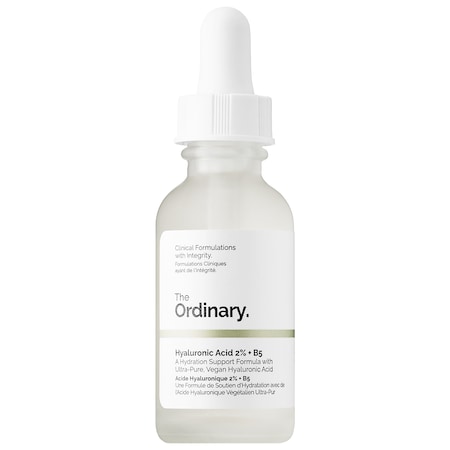 Clinical Formulations
with Integrity.
Formulations Cliniques
avant de l'Intégrité.
The
Ordinary.
Hyaluronic Acid 2% + B5
A Hydration Support Formula with
Ultra-Pure, Vegan Hyaluronic Acid
Acide Hyaluronique 2% + B5
Une Formule de Soutien d'Hydratation avec de
l'Acide Hyaluronique Végétalien Ultra-Pur